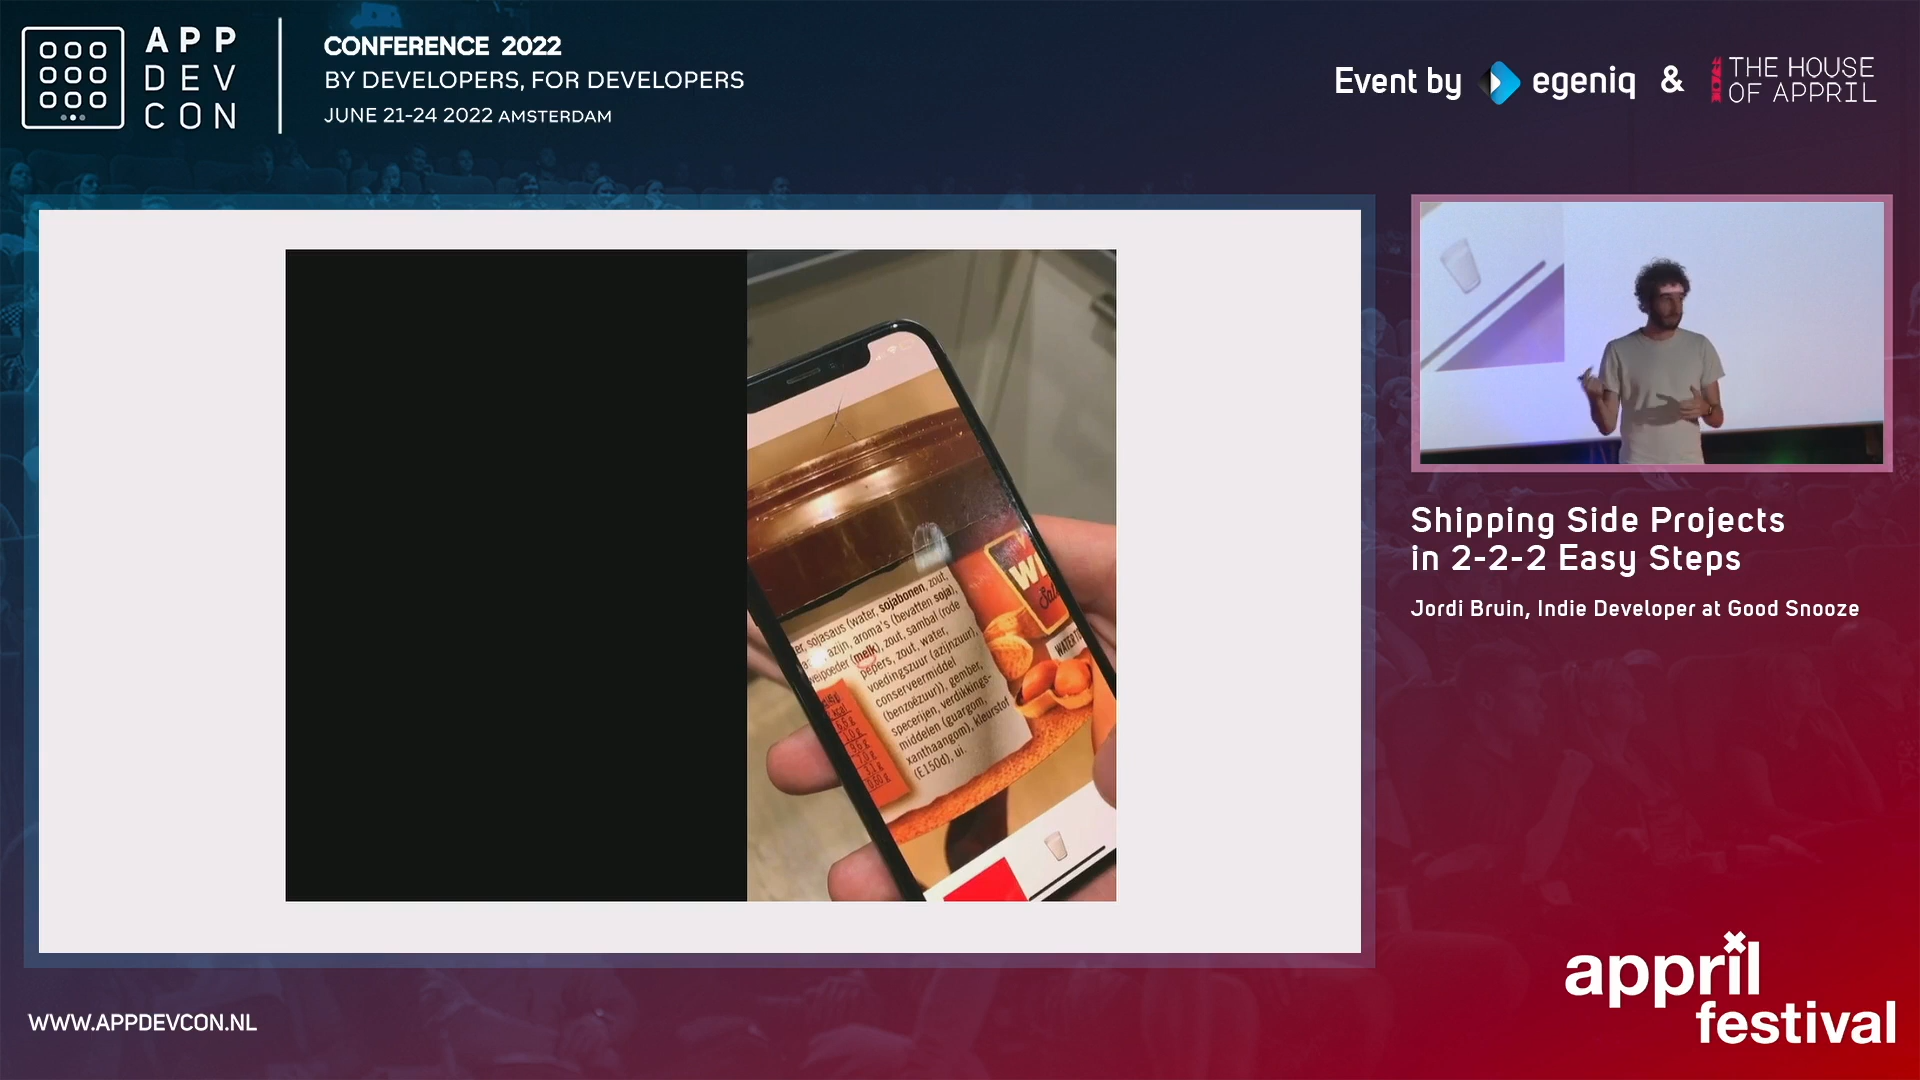 APP
DEV
CON
CONFERENCE 2022
BY DEVELOPERS, FOR DEVELOPERS
JUNE 21-24 2022 AMSTERDAM
Event by egeniq & THE HOUSE
OF APPRIL
sojasaus (water, sojabonen, zout,
azijn, aroma's (bevatten soja),
weipoeder (melk), zout, sambal (rode
pepers, zout, water,
voedingszuur (azijnzuur),
conserveermiddel
(benzoëzuur)), gember,
specerijen, verdikkings-
middelen (guargom,
xanthaangom), kleurstof
(E150d), ui.
kcal
Shipping Side Projects
in 2-2-2 Easy Steps
Jordi Bruin, Indie Developer at Good Snooze
WWW.APPDEVCON.NL
appril
festival